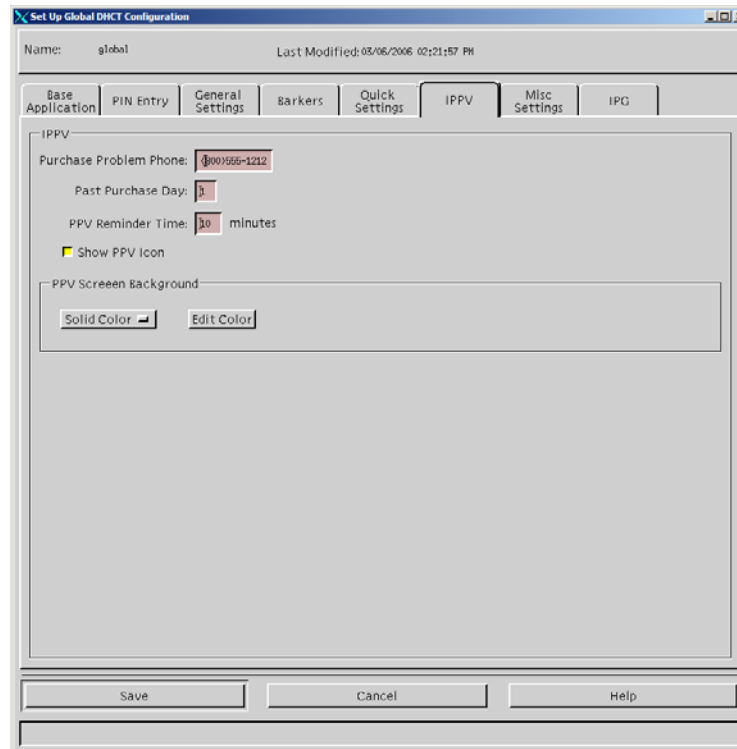 Set Up Global DHCT Configuration
Name: global Last Modified: 03/06/2006 02:21:57 PM
Base Application PIN Entry General Settings Barkers Quick Settings IPPV Misc Settings IPG
IPPV
Purchase Problem Phone: (800)555-1212
Past Purchase Day: 1
PPV Reminder Time: 10 minutes
Show PPV Icon
PPV Screeen Background
Solid Color Edit Color
Save Cancel Help